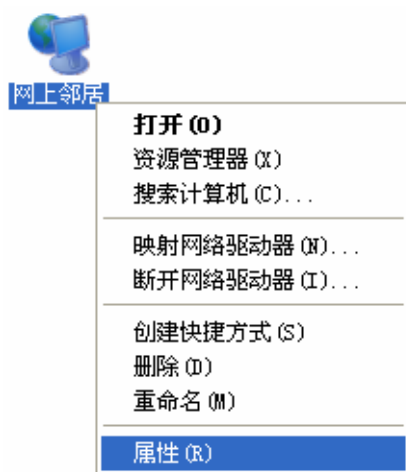 网上邻居
打开(O)
资源管理器(X)
搜索计算机(C)...
映射网络驱动器(N)...
断开网络驱动器(I)...
创建快捷方式(S)
删除(D)
重命名(M)
属性(R)